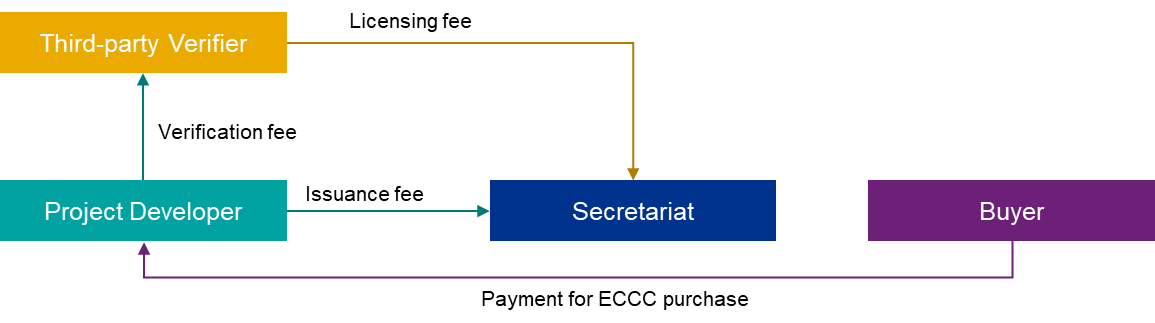 Licensing fee
Third-party Verifier
Verification fee
Issuance fee
Project Developer
Secretariat
Buyer
Payment for ECCC purchase